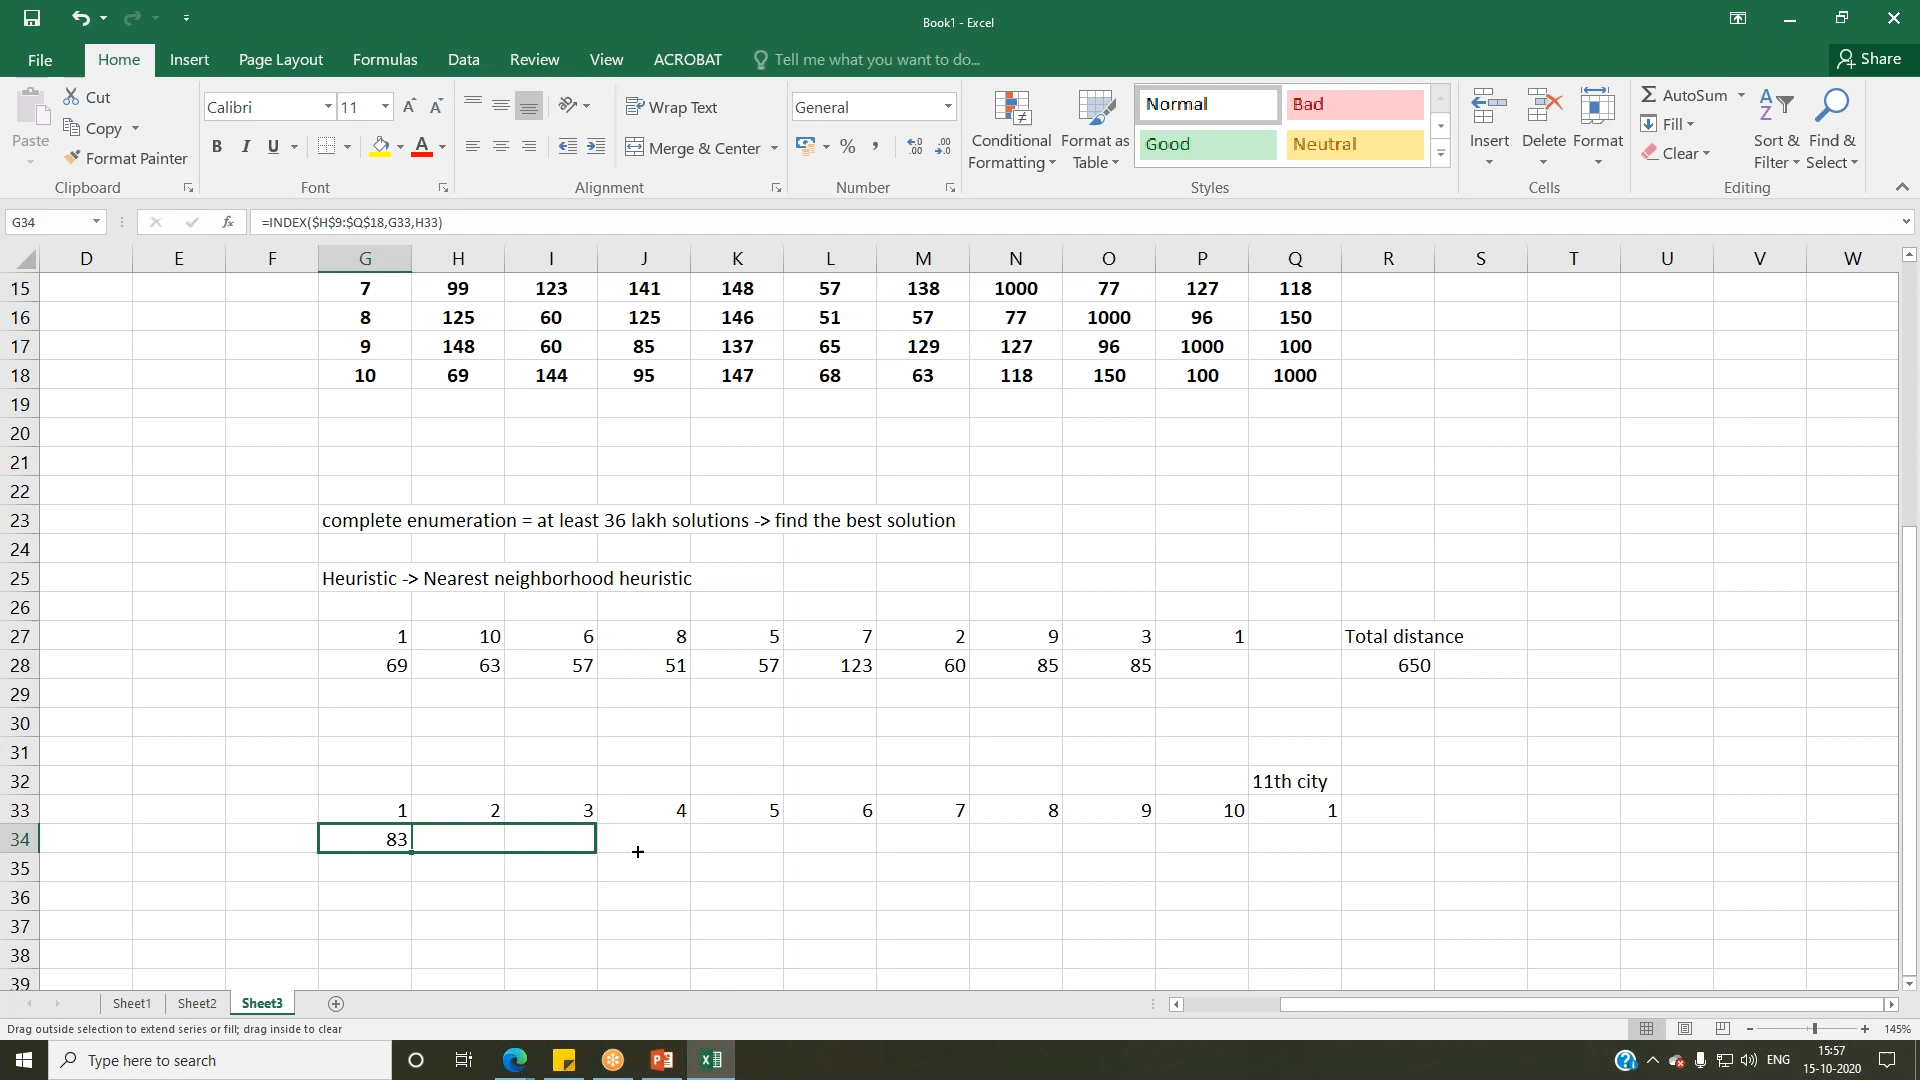 Book1 - Excel
File Home Insert Page Layout Formulas Data Review View ACROBAT Tell me what you want to do... Share
Paste Cut Copy Format Painter Clipboard
Calibri 11 A A B I U A Font
Wrap Text Merge & Center Alignment
General % , .00 .0 Number
Conditional Formatting Format as Table Normal Bad Good Neutral Styles
Insert Delete Format Cells
AutoSum Fill Clear Sort & Filter Find & Select Editing
G34 fx =INDEX($H$9:$Q$18,G33,H33)
D E F G H I J K L M N O P Q R S T U V W
15 7 99 123 141 148 57 138 1000 77 127 118
16 8 125 60 125 146 51 57 77 1000 96 150
17 9 148 60 85 137 65 129 127 96 1000 100
18 10 69 144 95 147 68 63 118 150 100 1000
19
20
21
22
23 complete enumeration = at least 36 lakh solutions -> find the best solution
24
25 Heuristic -> Nearest neighborhood heuristic
26
27 1 10 6 8 5 7 2 9 3 1 Total distance
28 69 63 57 51 57 123 60 85 85 650
29
30
31
32 11th city
33 1 2 3 4 5 6 7 8 9 10 1
34 83
35
36
37
38
39
Sheet1 Sheet2 Sheet3
Drag outside selection to extend series or fill; drag inside to clear 145%
Type here to search ENG 15:57
15-10-2020